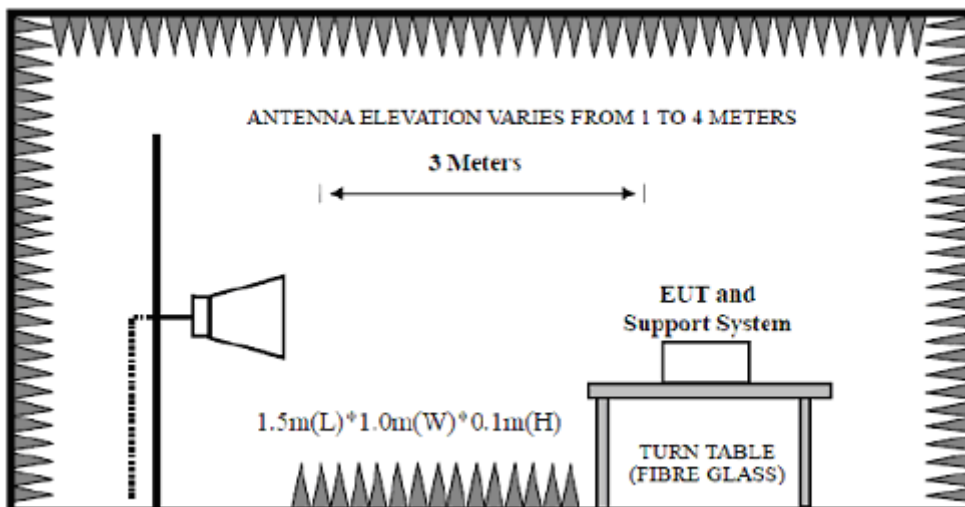 ANTENNA ELEVATION VARIES FROM 1 TO 4 METERS
3 Meters
EUT and
Support System
1.5m(L)*1.0m(W)*0.1m(H)
TURN TABLE
(FIBRE GLASS)